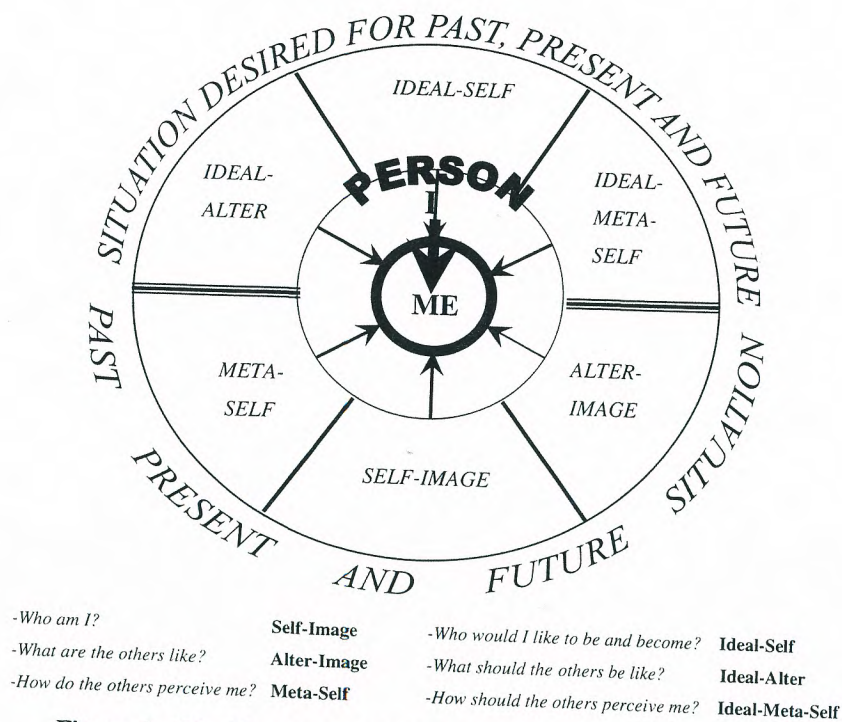 SITUATION DESIRED FOR PAST, PRESENT AND FUTURE
IDEAL-SELF
PERSON
I
IDEAL-
ALTER
IDEAL-
META-
SELF
ME
META-
SELF
ALTER-
IMAGE
SELF-IMAGE
PAST
PRESENT
AND
FUTURE
SITUATION
-Who am I? Self-Image
-What are the others like? Alter-Image
-How do the others perceive me? Meta-Self
-Who would I like to be and become? Ideal-Self
-What should the others be like? Ideal-Alter
-How should the others perceive me? Ideal-Meta-Self